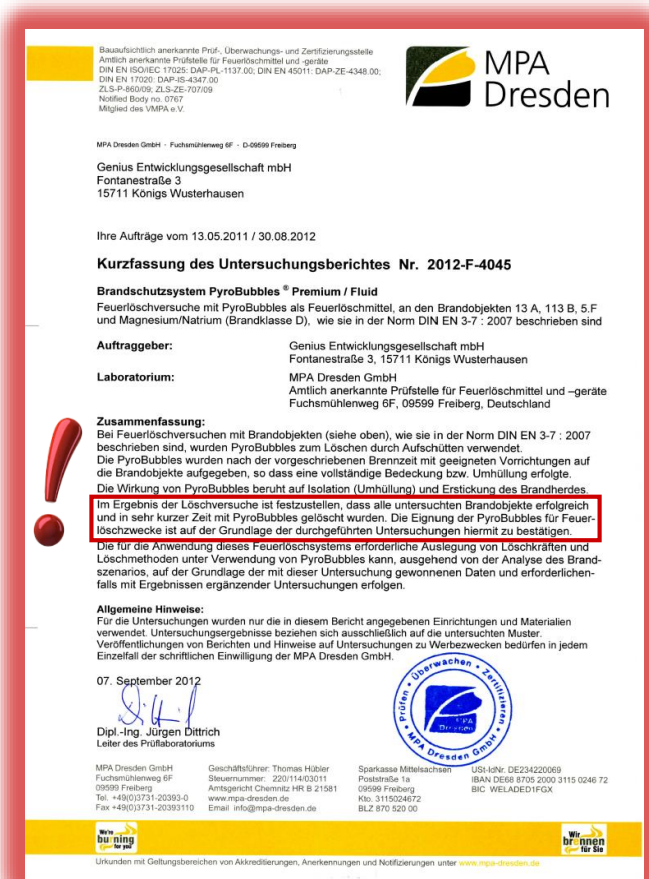 Bauaufsichtlich anerkannte Prüf-, Überwachungs- und Zertifizierungsstelle
Amtlich anerkannte Prüfstelle für Feuerlöschmittel und -geräte
DIN EN ISO/IEC 17025: DAP-PL-1137.00; DIN EN 45011: DAP-ZE-4348.00;
DIN EN 17020: DAP-IS-4347.00
ZLS-P-860/09; ZLS-ZE-707/09
Notified Body no. 0767
Mitglied des VMPA e.V.
MPA
Dresden
MPA Dresden GmbH - Fuchsmühlenweg 6F - D-09599 Freiberg
Genius Entwicklungsgesellschaft mbH
Fontanestraße 3
15711 Königs Wusterhausen
Ihre Aufträge vom 13.05.2011 / 30.08.2012
Kurzfassung des Untersuchungsberichtes Nr. 2012-F-4045
Brandschutzsystem PyroBubbles ® Premium / Fluid
Feuerlöschversuche mit PyroBubbles als Feuerlöschmittel, an den Brandobjekten 13 A, 113 B, 5.F
und Magnesium/Natrium (Brandklasse D), wie sie in der Norm DIN EN 3-7 : 2007 beschrieben sind
Auftraggeber: Genius Entwicklungsgesellschaft mbH
Fontanestraße 3, 15711 Königs Wusterhausen
Laboratorium: MPA Dresden GmbH
Amtlich anerkannte Prüfstelle für Feuerlöschmittel und –geräte
Fuchsmühlenweg 6F, 09599 Freiberg, Deutschland
Zusammenfassung:
Bei Feuerlöschversuchen mit Brandobjekten (siehe oben), wie sie in der Norm DIN EN 3-7 : 2007
beschrieben sind, wurden PyroBubbles zum Löschen durch Aufschütten verwendet.
Die PyroBubbles wurden nach der vorgeschriebenen Brennzeit mit geeigneten Vorrichtungen auf
die Brandobjekte aufgegeben, so dass eine vollständige Bedeckung bzw. Umhüllung erfolgte.
Die Wirkung von PyroBubbles beruht auf Isolation (Umhüllung) und Erstickung des Brandherdes.
Im Ergebnis der Löschversuche ist festzustellen, dass alle untersuchten Brandobjekte erfolgreich
und in sehr kurzer Zeit mit PyroBubbles gelöscht wurden. Die Eignung der PyroBubbles für Feuer-
löschzwecke ist auf der Grundlage der durchgeführten Untersuchungen hiermit zu bestätigen.
Die für die Anwendung dieses Feuerlöschsystems erforderliche Auslegung von Löschkräften und
Löschmethoden unter Verwendung von PyroBubbles kann, ausgehend von der Analyse des Brand-
szenarios, auf der Grundlage der mit dieser Untersuchung gewonnenen Daten und erforderlichen-
falls mit Ergebnissen ergänzender Untersuchungen erfolgen.
Allgemeine Hinweise:
Für die Untersuchungen wurden nur die in diesem Bericht angegebenen Einrichtungen und Materialien
verwendet. Untersuchungsergebnisse beziehen sich ausschließlich auf die untersuchten Muster.
Veröffentlichungen von Berichten und Hinweise auf Untersuchungen zu Werbezwecken bedürfen in jedem
Einzelfall der schriftlichen Einwilligung der MPA Dresden GmbH.
07. September 2012
Prüfen • Überwachen • Zertifizieren
MPA Dresden
MPA Dresden GmbH
Dipl.-Ing. Jürgen Dittrich
Leiter des Prüflaboratoriums
MPA Dresden GmbH
Fuchsmühlenweg 6F
09599 Freiberg
Tel. +49(0)3731-20393-0
Fax +49(0)3731-20393110
Geschäftsführer: Thomas Hübler
Steuernummer: 220/114/03011
Amtsgericht Chemnitz HR B 21581
www.mpa-dresden.de
Email info@mpa-dresden.de
Sparkasse Mittelsachsen
Poststraße 1a
09599 Freiberg
Kto. 3115024672
BLZ 870 520 00
USt-IdNr. DE234220069
IBAN DE68 8705 2000 3115 0246 72
BIC WELADED1FGX
We're
burning
for you
Wir
brennen
für Sie
Urkunden mit Geltungsbereichen von Akkreditierungen, Anerkennungen und Notifizierungen unter www.mpa-dresden.de